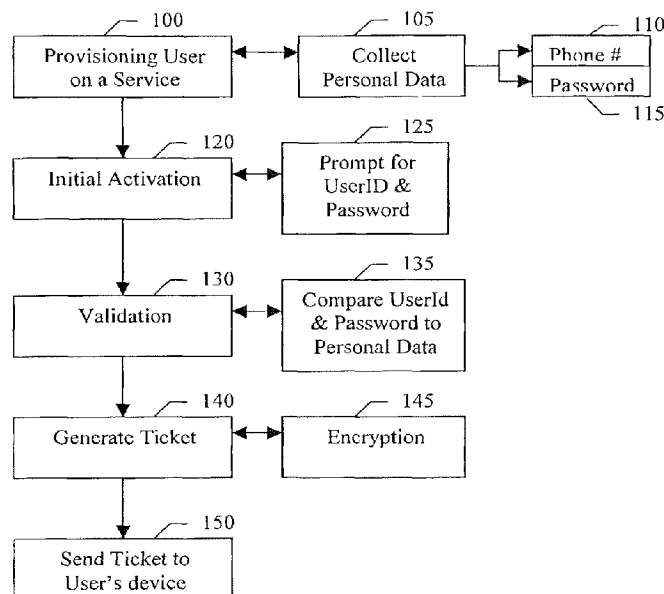 100
Provisioning User
on a Service
105
Collect
Personal Data
110
Phone #
Password
115
120
Initial Activation
125
Prompt for
UserID &
Password
130
Validation
135
Compare UserId
& Password to
Personal Data
140
Generate Ticket
145
Encryption
150
Send Ticket to
User's device